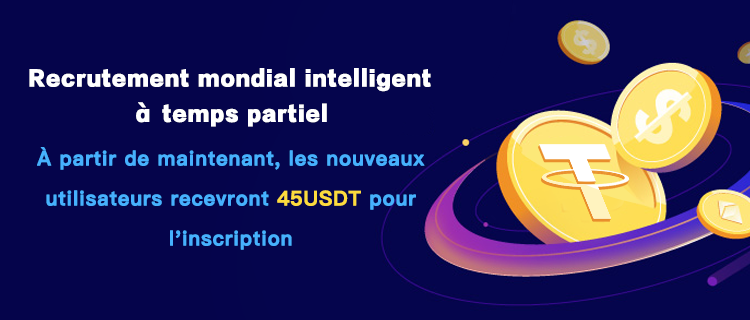 Recrutement mondial intelligent
à temps partiel
À partir de maintenant, les nouveaux
utilisateurs recevront 45USDT pour
l'inscription